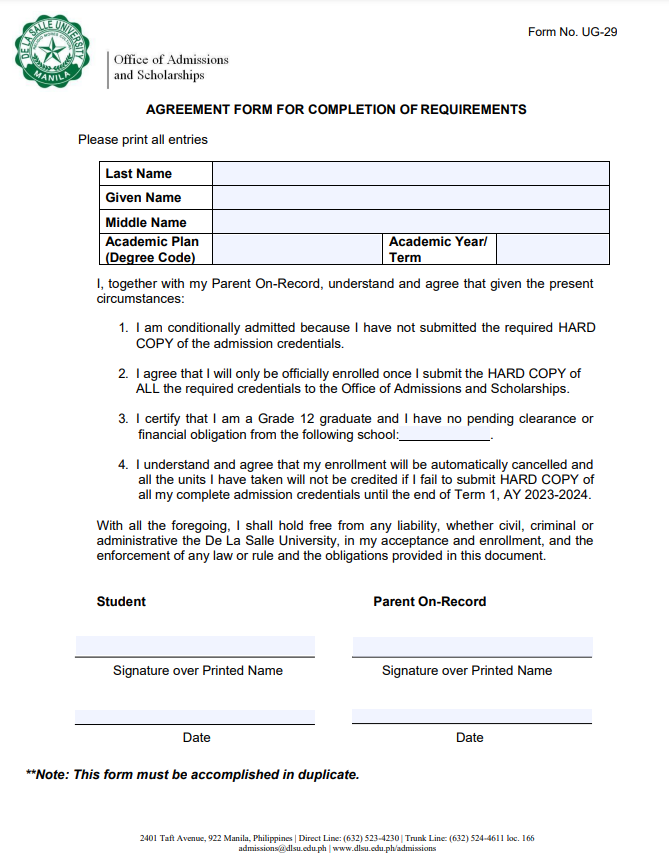 Form No. UG-29
DE LA SALLE UNIVERSITY
MANILA
Office of Admissions
and Scholarships
AGREEMENT FORM FOR COMPLETION OF REQUIREMENTS
Please print all entries
Last Name
Given Name
Middle Name
Academic Plan
(Degree Code)
Academic Year/
Term
I, together with my Parent On-Record, understand and agree that given the present
circumstances:
1. I am conditionally admitted because I have not submitted the required HARD
COPY of the admission credentials.
2. I agree that I will only be officially enrolled once I submit the HARD COPY of
ALL the required credentials to the Office of Admissions and Scholarships.
3. I certify that I am a Grade 12 graduate and I have no pending clearance or
financial obligation from the following school:____________.
4. I understand and agree that my enrollment will be automatically cancelled and
all the units I have taken will not be credited if I fail to submit HARD COPY of
all my complete admission credentials until the end of Term 1, AY 2023-2024.
With all the foregoing, I shall hold free from any liability, whether civil, criminal or
administrative the De La Salle University, in my acceptance and enrollment, and the
enforcement of any law or rule and the obligations provided in this document.
Student
Parent On-Record
Signature over Printed Name
Signature over Printed Name
Date
Date
**Note: This form must be accomplished in duplicate.
2401 Taft Avenue, 922 Manila, Philippines | Direct Line: (632) 523-4230 | Trunk Line: (632) 524-4611 loc. 166
admissions@dlsu.edu.ph | www.dlsu.edu.ph/admissions